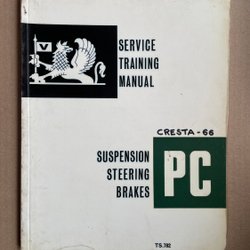 V
SERVICE
TRAINING
MANUAL
CRESTA-66
SUSPENSION
STEERING
BRAKES
PC
TS.782